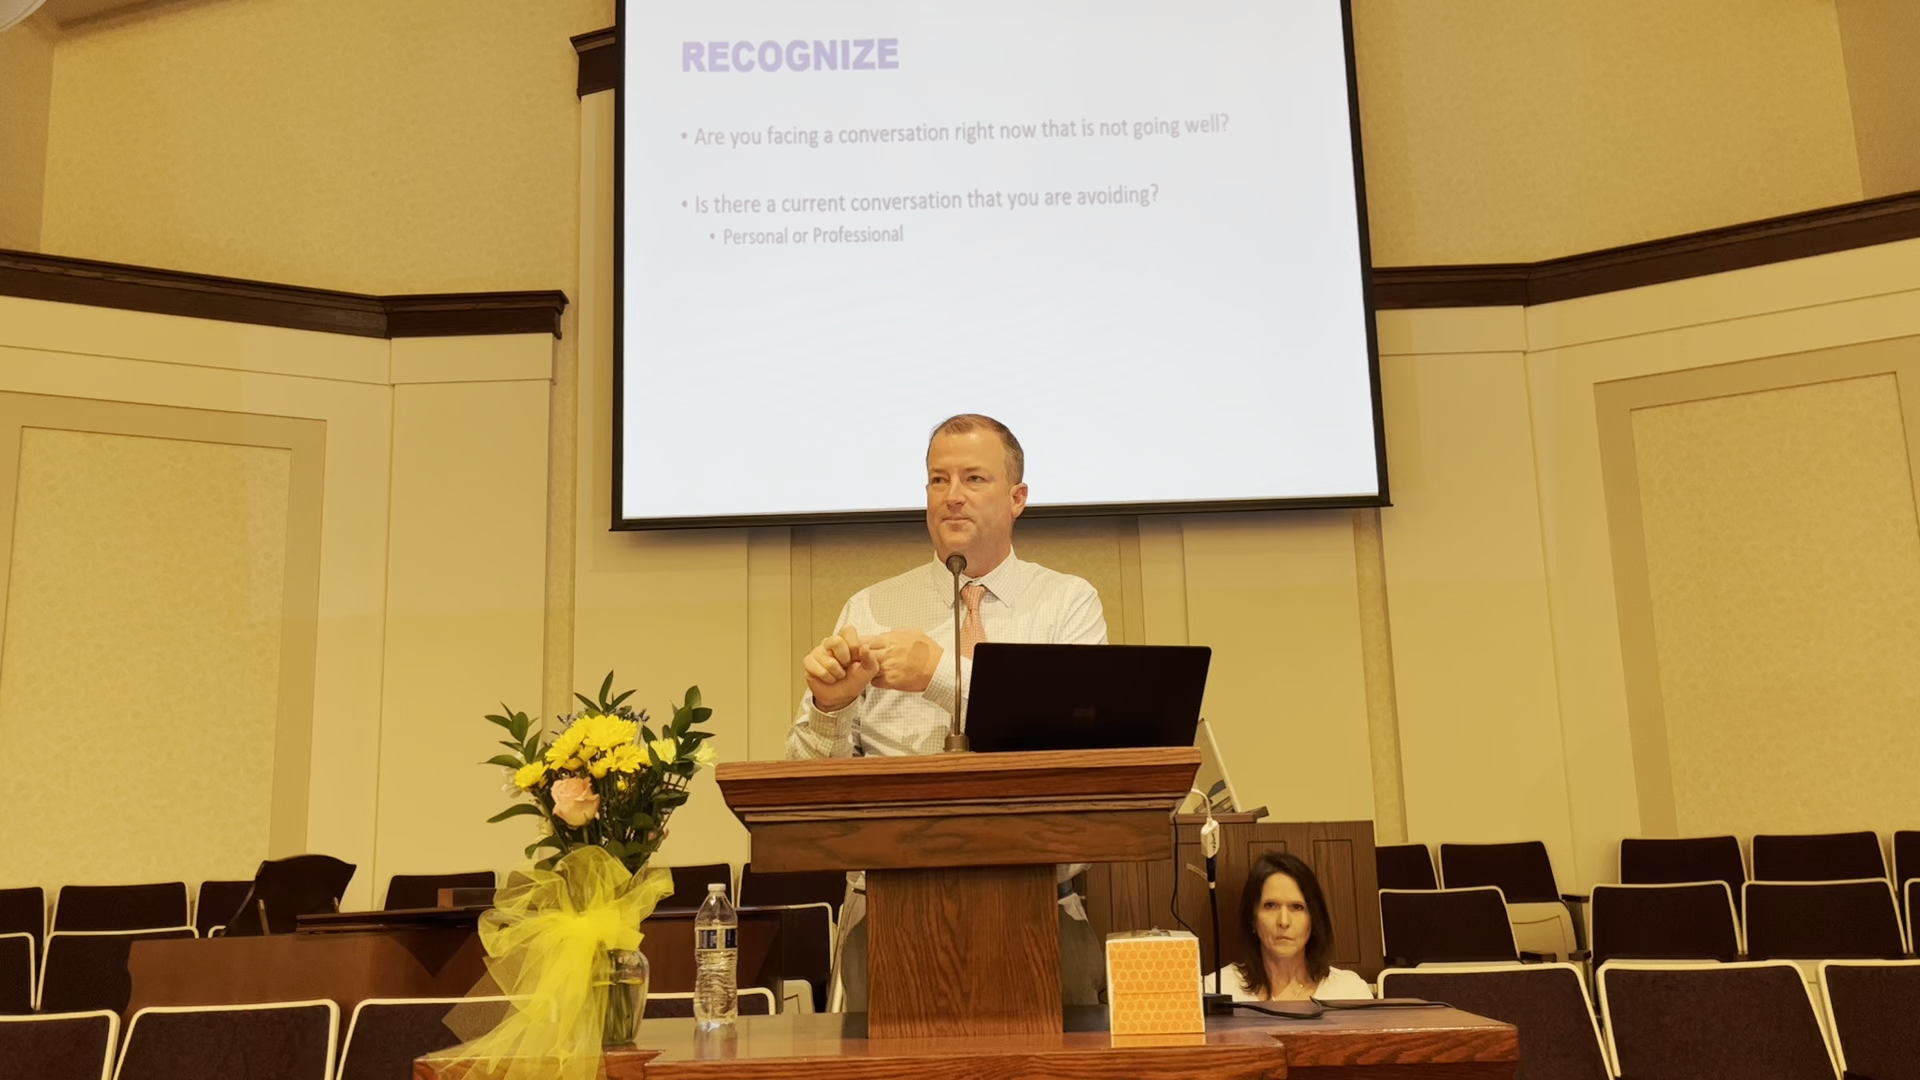 RECOGNIZE
• Are you facing a conversation right now that is not going well?
• Is there a current conversation that you are avoiding?
• Personal or Professional